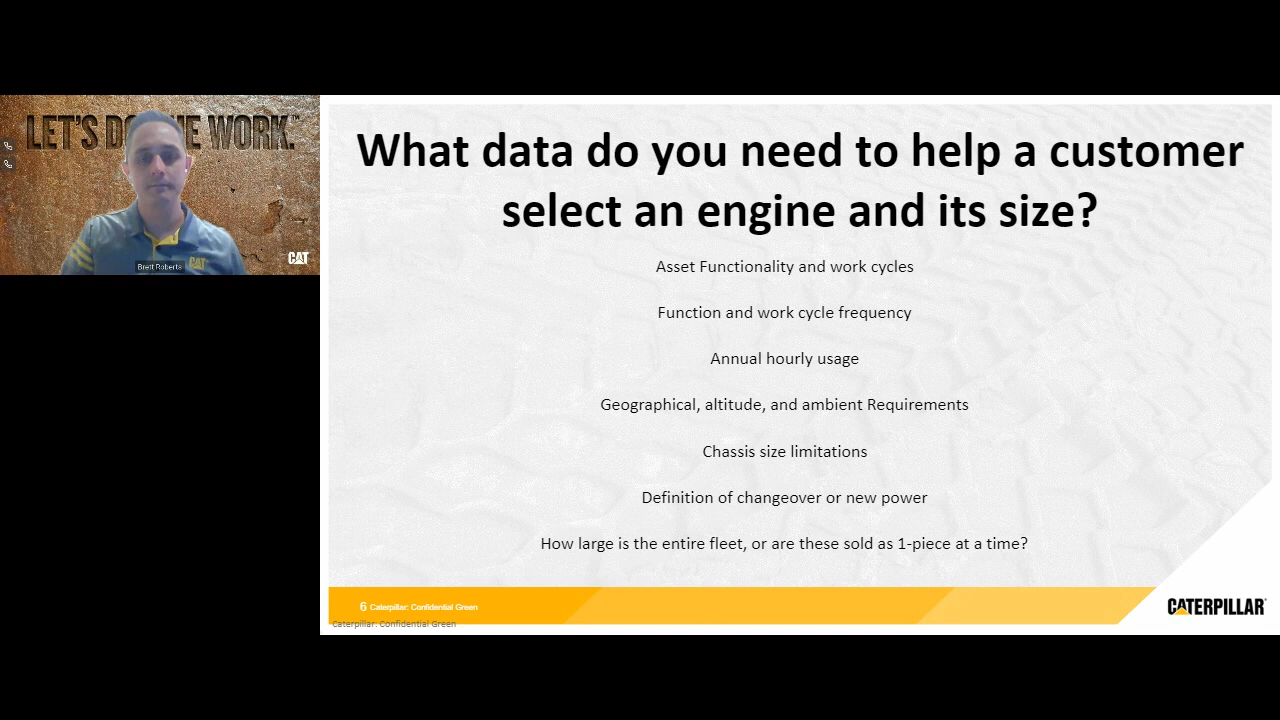 LET'S DO THE WORK.™
CAT
CAT
Brett Roberts
What data do you need to help a customer
select an engine and its size?
Asset Functionality and work cycles
Function and work cycle frequency
Annual hourly usage
Geographical, altitude, and ambient Requirements
Chassis size limitations
Definition of changeover or new power
How large is the entire fleet, or are these sold as 1-piece at a time?
6 Caterpillar: Confidential Green
Caterpillar: Confidential Green
CATERPILLAR®